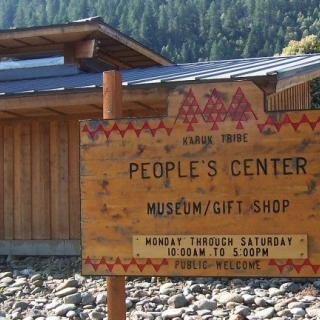 KARUK TRIBE
PEOPLE'S CENTER
MUSEUM/GIFT SHOP
MONDAY THROUGH SATURDAY
10:00AM. TO 5:00PM
PUBLIC WELCOME